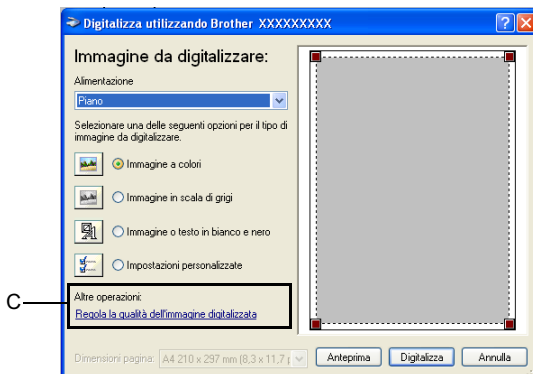 Digitalizza utilizzando Brother XXXXXXXXX
Immagine da digitalizzare:
Alimentazione
Piano
Selezionare una delle seguenti opzioni per il tipo di
immagine da digitalizzare.
Immagine a colori
Immagine in scala di grigi
Immagine o testo in bianco e nero
Impostazioni personalizzate
C
Altre operazioni:
Regola la qualità dell'immagine digitalizzata
Dimensioni pagina: A4 210 x 297 mm (8,3 x 11,7 p
Anteprima Digitalizza Annulla